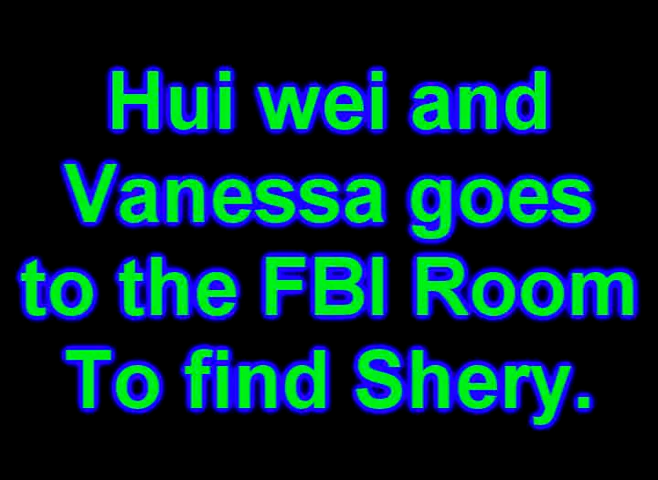 Hui wei and
Vanessa goes
to the FBI Room
To find Shery.